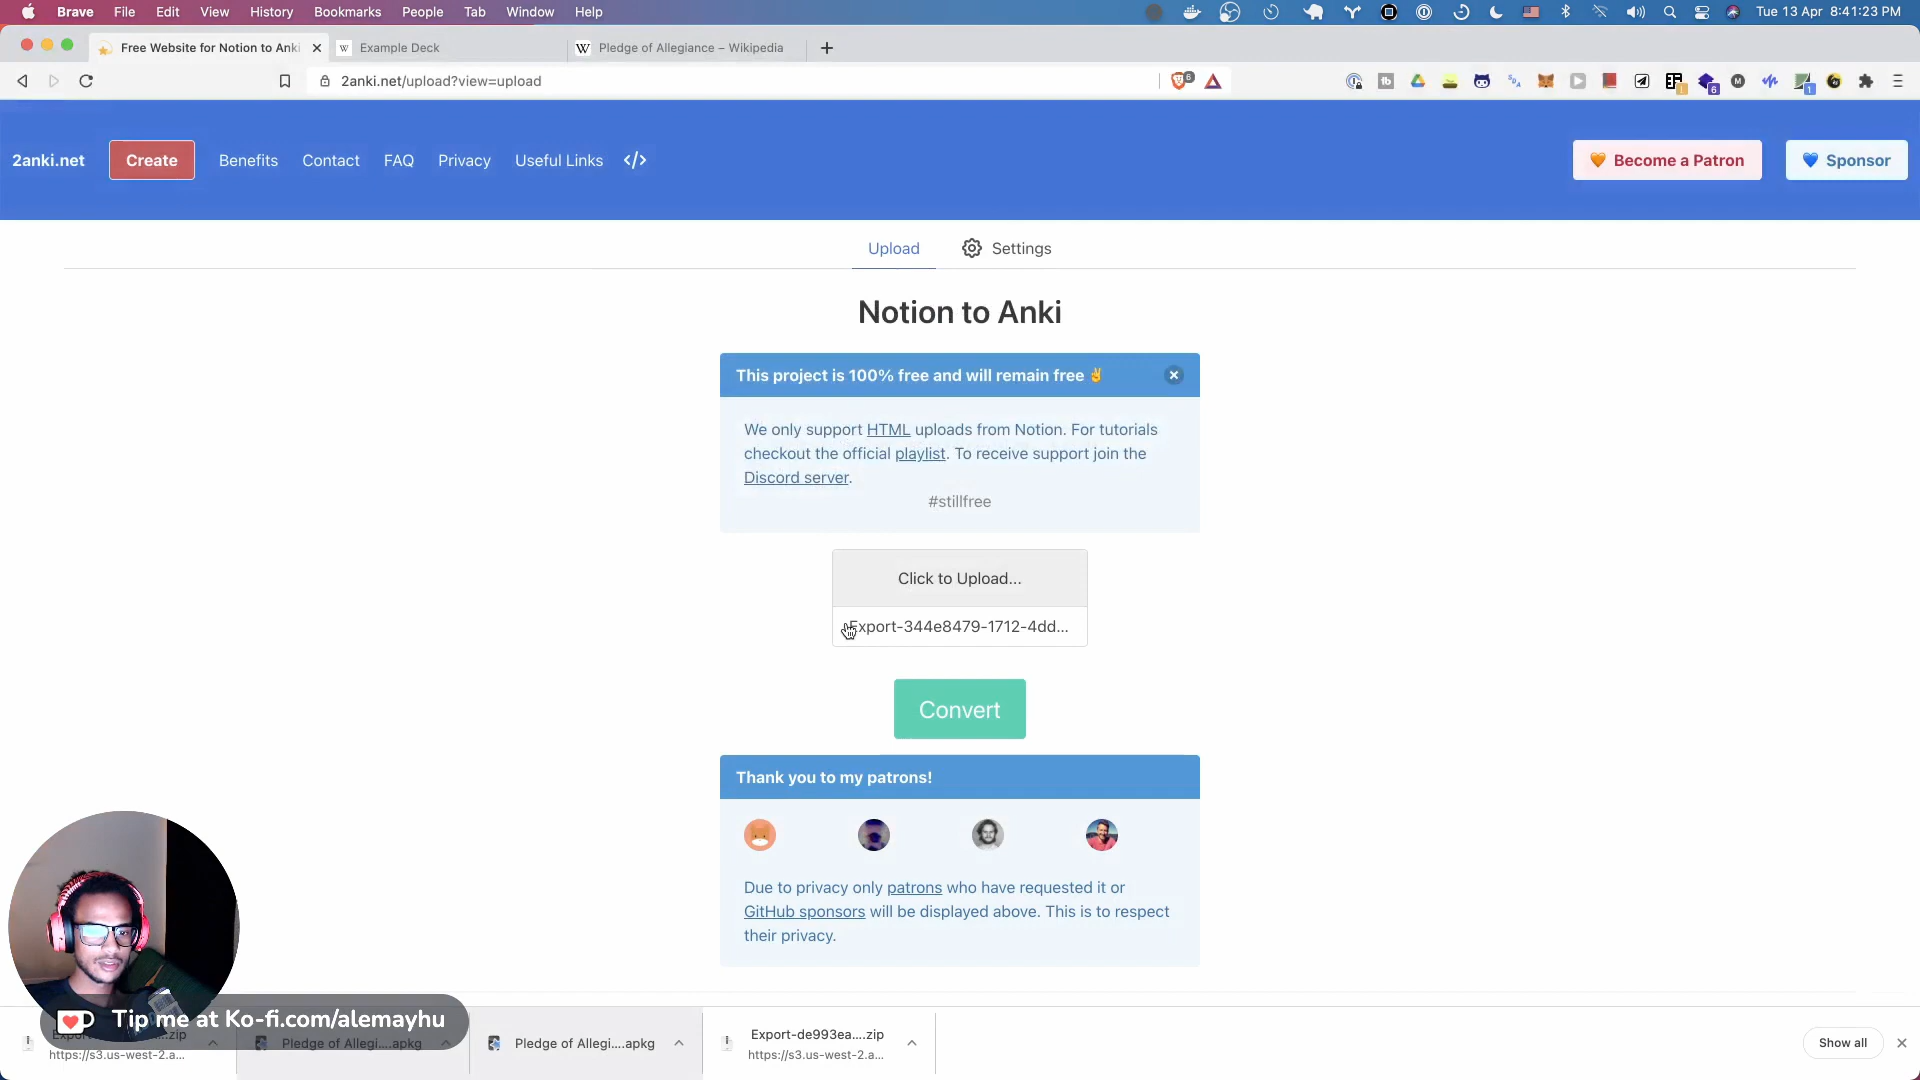 Brave File Edit View History Bookmarks People Tab Window Help Tue 13 Apr 8:41:23 PM
Free Website for Notion to Anki
Example Deck
Pledge of Allegiance – Wikipedia
2anki.net/upload?view=upload
2anki.net Create Benefits Contact FAQ Privacy Useful Links </> 🧡 Become a Patron 💙 Sponsor
Upload Settings
Notion to Anki
This project is 100% free and will remain free ✌
We only support HTML uploads from Notion. For tutorials
checkout the official playlist. To receive support join the
Discord server.
#stillfree
Click to Upload...
Export-344e8479-1712-4dd...
Convert
Thank you to my patrons!
Due to privacy only patrons who have requested it or
GitHub sponsors will be displayed above. This is to respect
their privacy.
Tip me at Ko-fi.com/alemayhu
https://s3.us-west-2.a...
Pledge of Allegi....apkg
Pledge of Allegi....apkg
Export-de993ea....zip
https://s3.us-west-2.a...
Show all